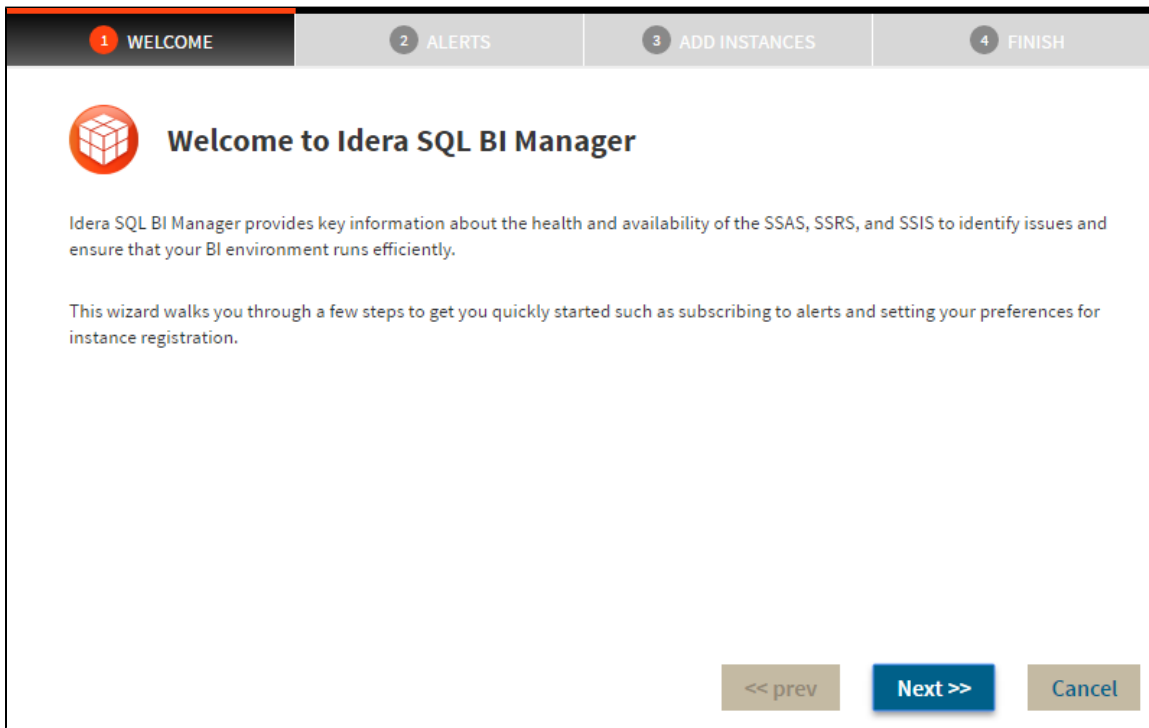 1 WELCOME
2 ALERTS
3 ADD INSTANCES
4 FINISH
Welcome to Idera SQL BI Manager
Idera SQL BI Manager provides key information about the health and availability of the SSAS, SSRS, and SSIS to identify issues and
ensure that your BI environment runs efficiently.
This wizard walks you through a few steps to get you quickly started such as subscribing to alerts and setting your preferences for
instance registration.
<< prev
Next >>
Cancel